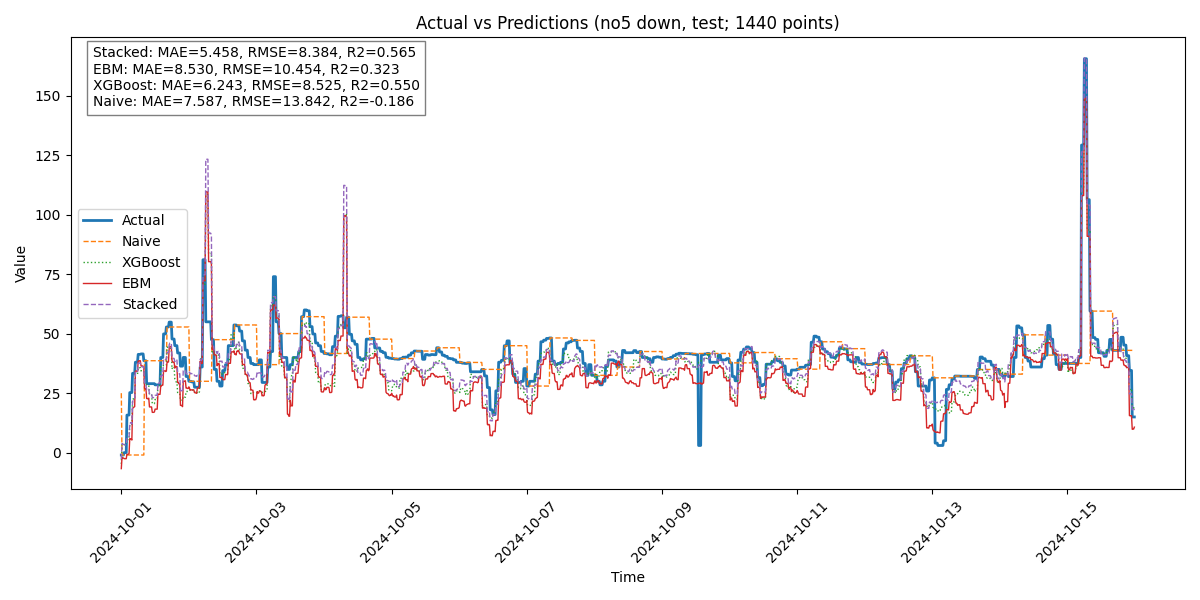 Actual vs Predictions (no5 down, test; 1440 points)
Stacked: MAE=5.458, RMSE=8.384, R2=0.565
EBM: MAE=8.530, RMSE=10.454, R2=0.323
XGBoost: MAE=6.243, RMSE=8.525, R2=0.550
Naive: MAE=7.587, RMSE=13.842, R2=-0.186
Value
150
125
100
75
50
25
0
Actual
Naive
XGBoost
EBM
Stacked
2024-10-01
2024-10-03
2024-10-05
2024-10-07
2024-10-09
2024-10-11
2024-10-13
2024-10-15
Time